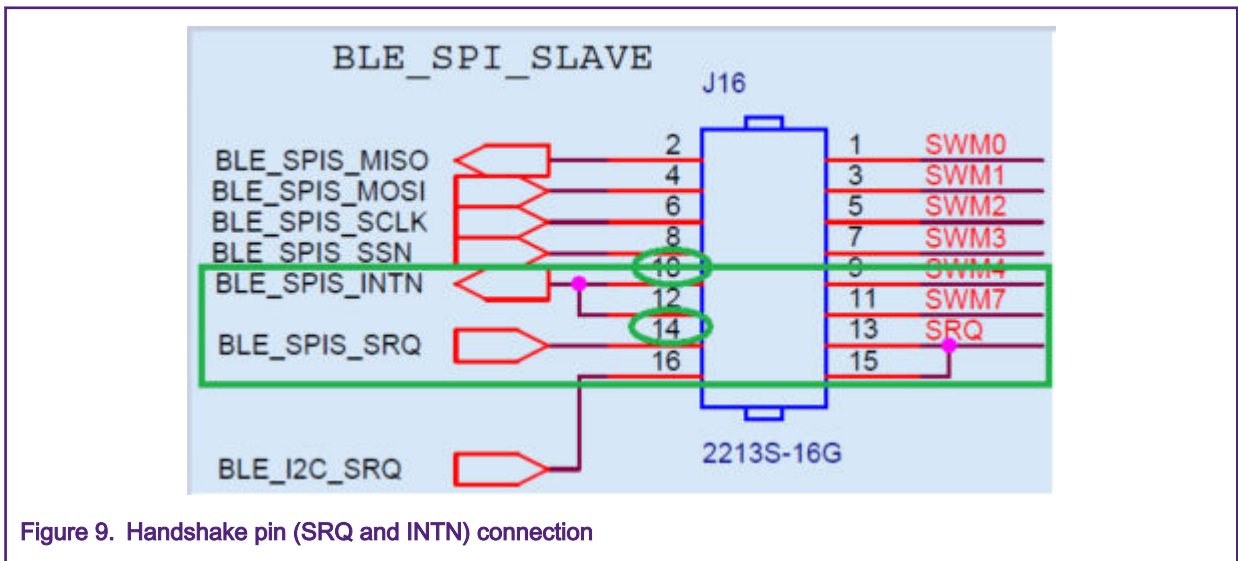 BLE_SPI_SLAVE
J16
BLE_SPIS_MISO 2 1 SWM0
BLE_SPIS_MOSI 4 3 SWM1
BLE_SPIS_SCLK 6 5 SWM2
BLE_SPIS_SSN 8 7 SWM3
BLE_SPIS_INTN 10 9 SWM4
12 11 SWM7
BLE_SPIS_SRQ 14 13 SRQ
16 15
BLE_I2C_SRQ
2213S-16G
Figure 9. Handshake pin (SRQ and INTN) connection